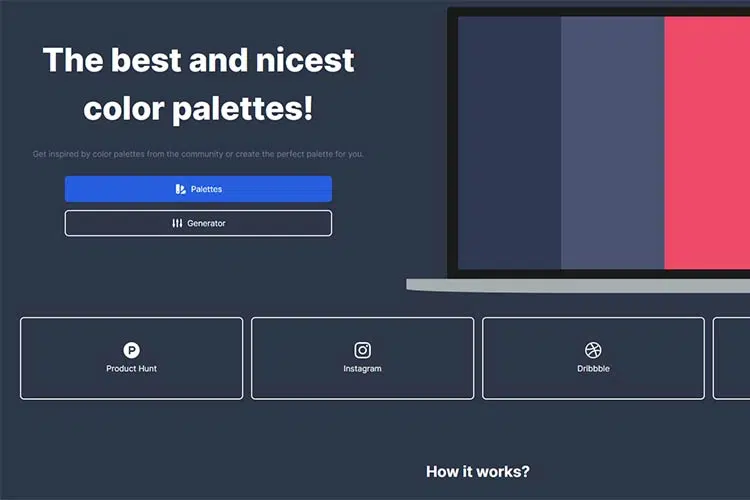 The best and nicest
color palettes!
Get inspired by color palettes from the community or create the perfect palette for you.
Palettes
Generator
Product Hunt
Instagram
Dribbble
How it works?